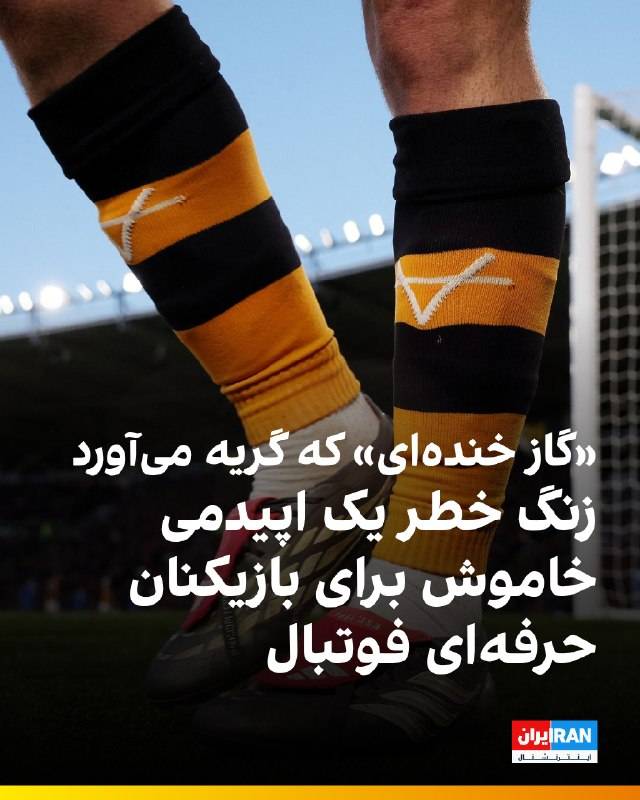 «گاز خنده‌ای» که گریه می‌آورد
زنگ خطر یک اپیدمی
خاموش برای بازیکنان
حرفه‌ای فوتبال
IRAN ایران
اینترنشنال